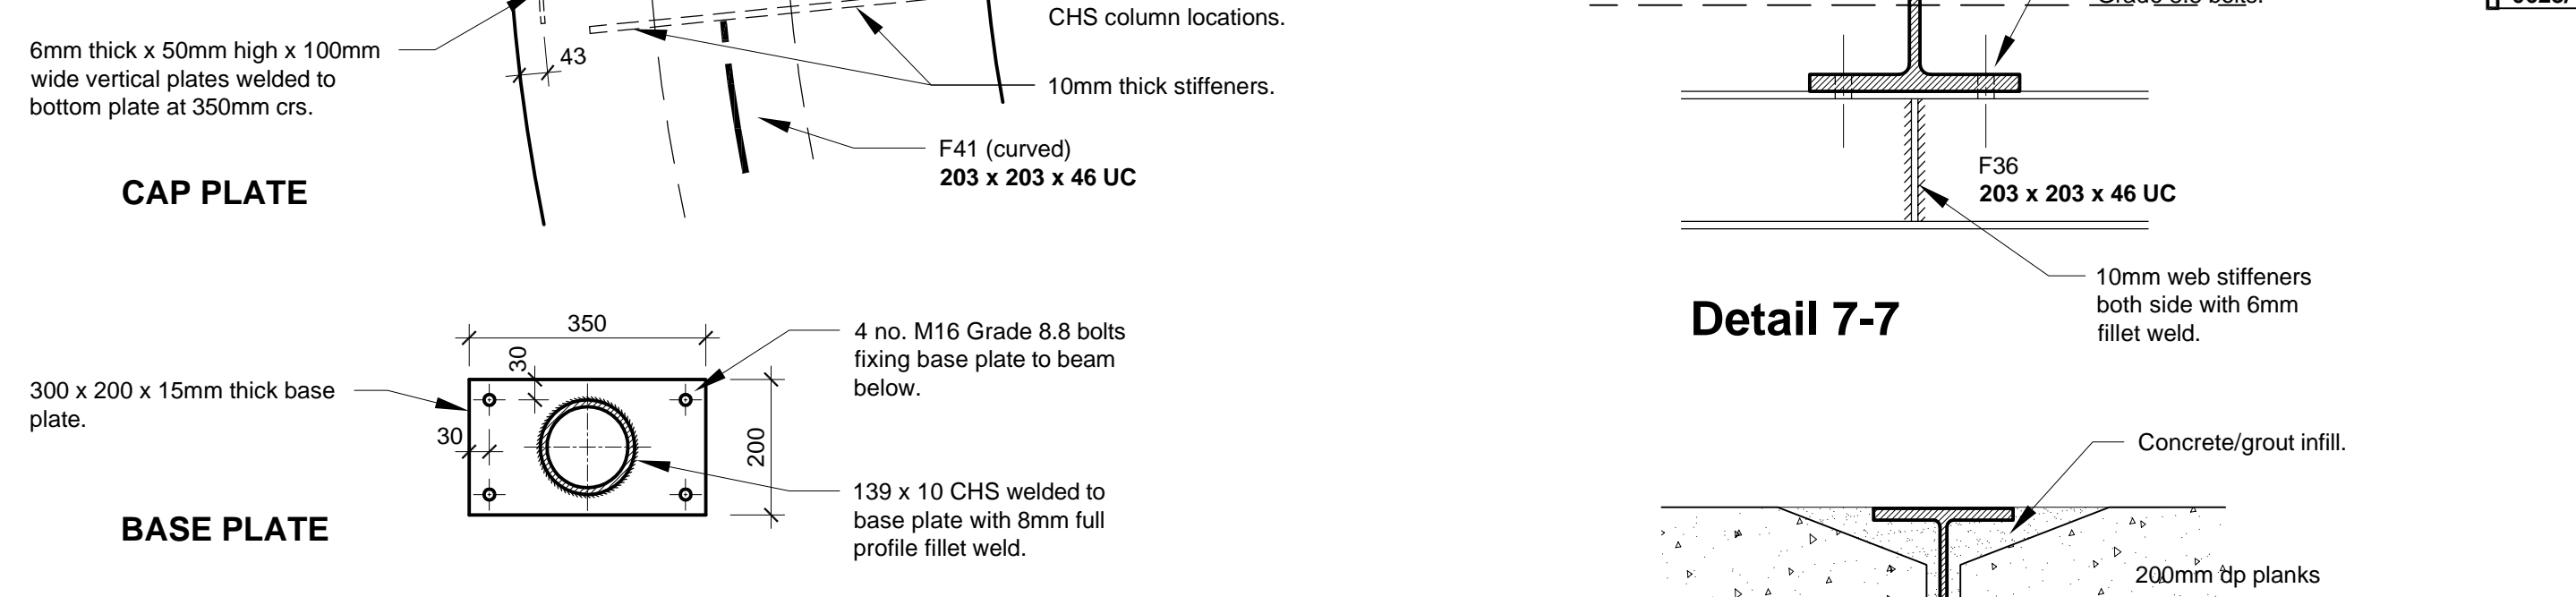 CHS column locations.
6mm thick x 50mm high x 100mm
wide vertical plates welded to
bottom plate at 350mm crs.
43
10mm thick stiffeners.
F41 (curved)
203 x 203 x 46 UC
CAP PLATE
350
30
4 no. M16 Grade 8.8 bolts
fixing base plate to beam
below.
300 x 200 x 15mm thick base
plate.
30
200
139 x 10 CHS welded to
base plate with 8mm full
profile fillet weld.
BASE PLATE
F36
203 x 203 x 46 UC
10mm web stiffeners
both side with 6mm
fillet weld.
Detail 7-7
Concrete/grout infill.
200mm dp planks